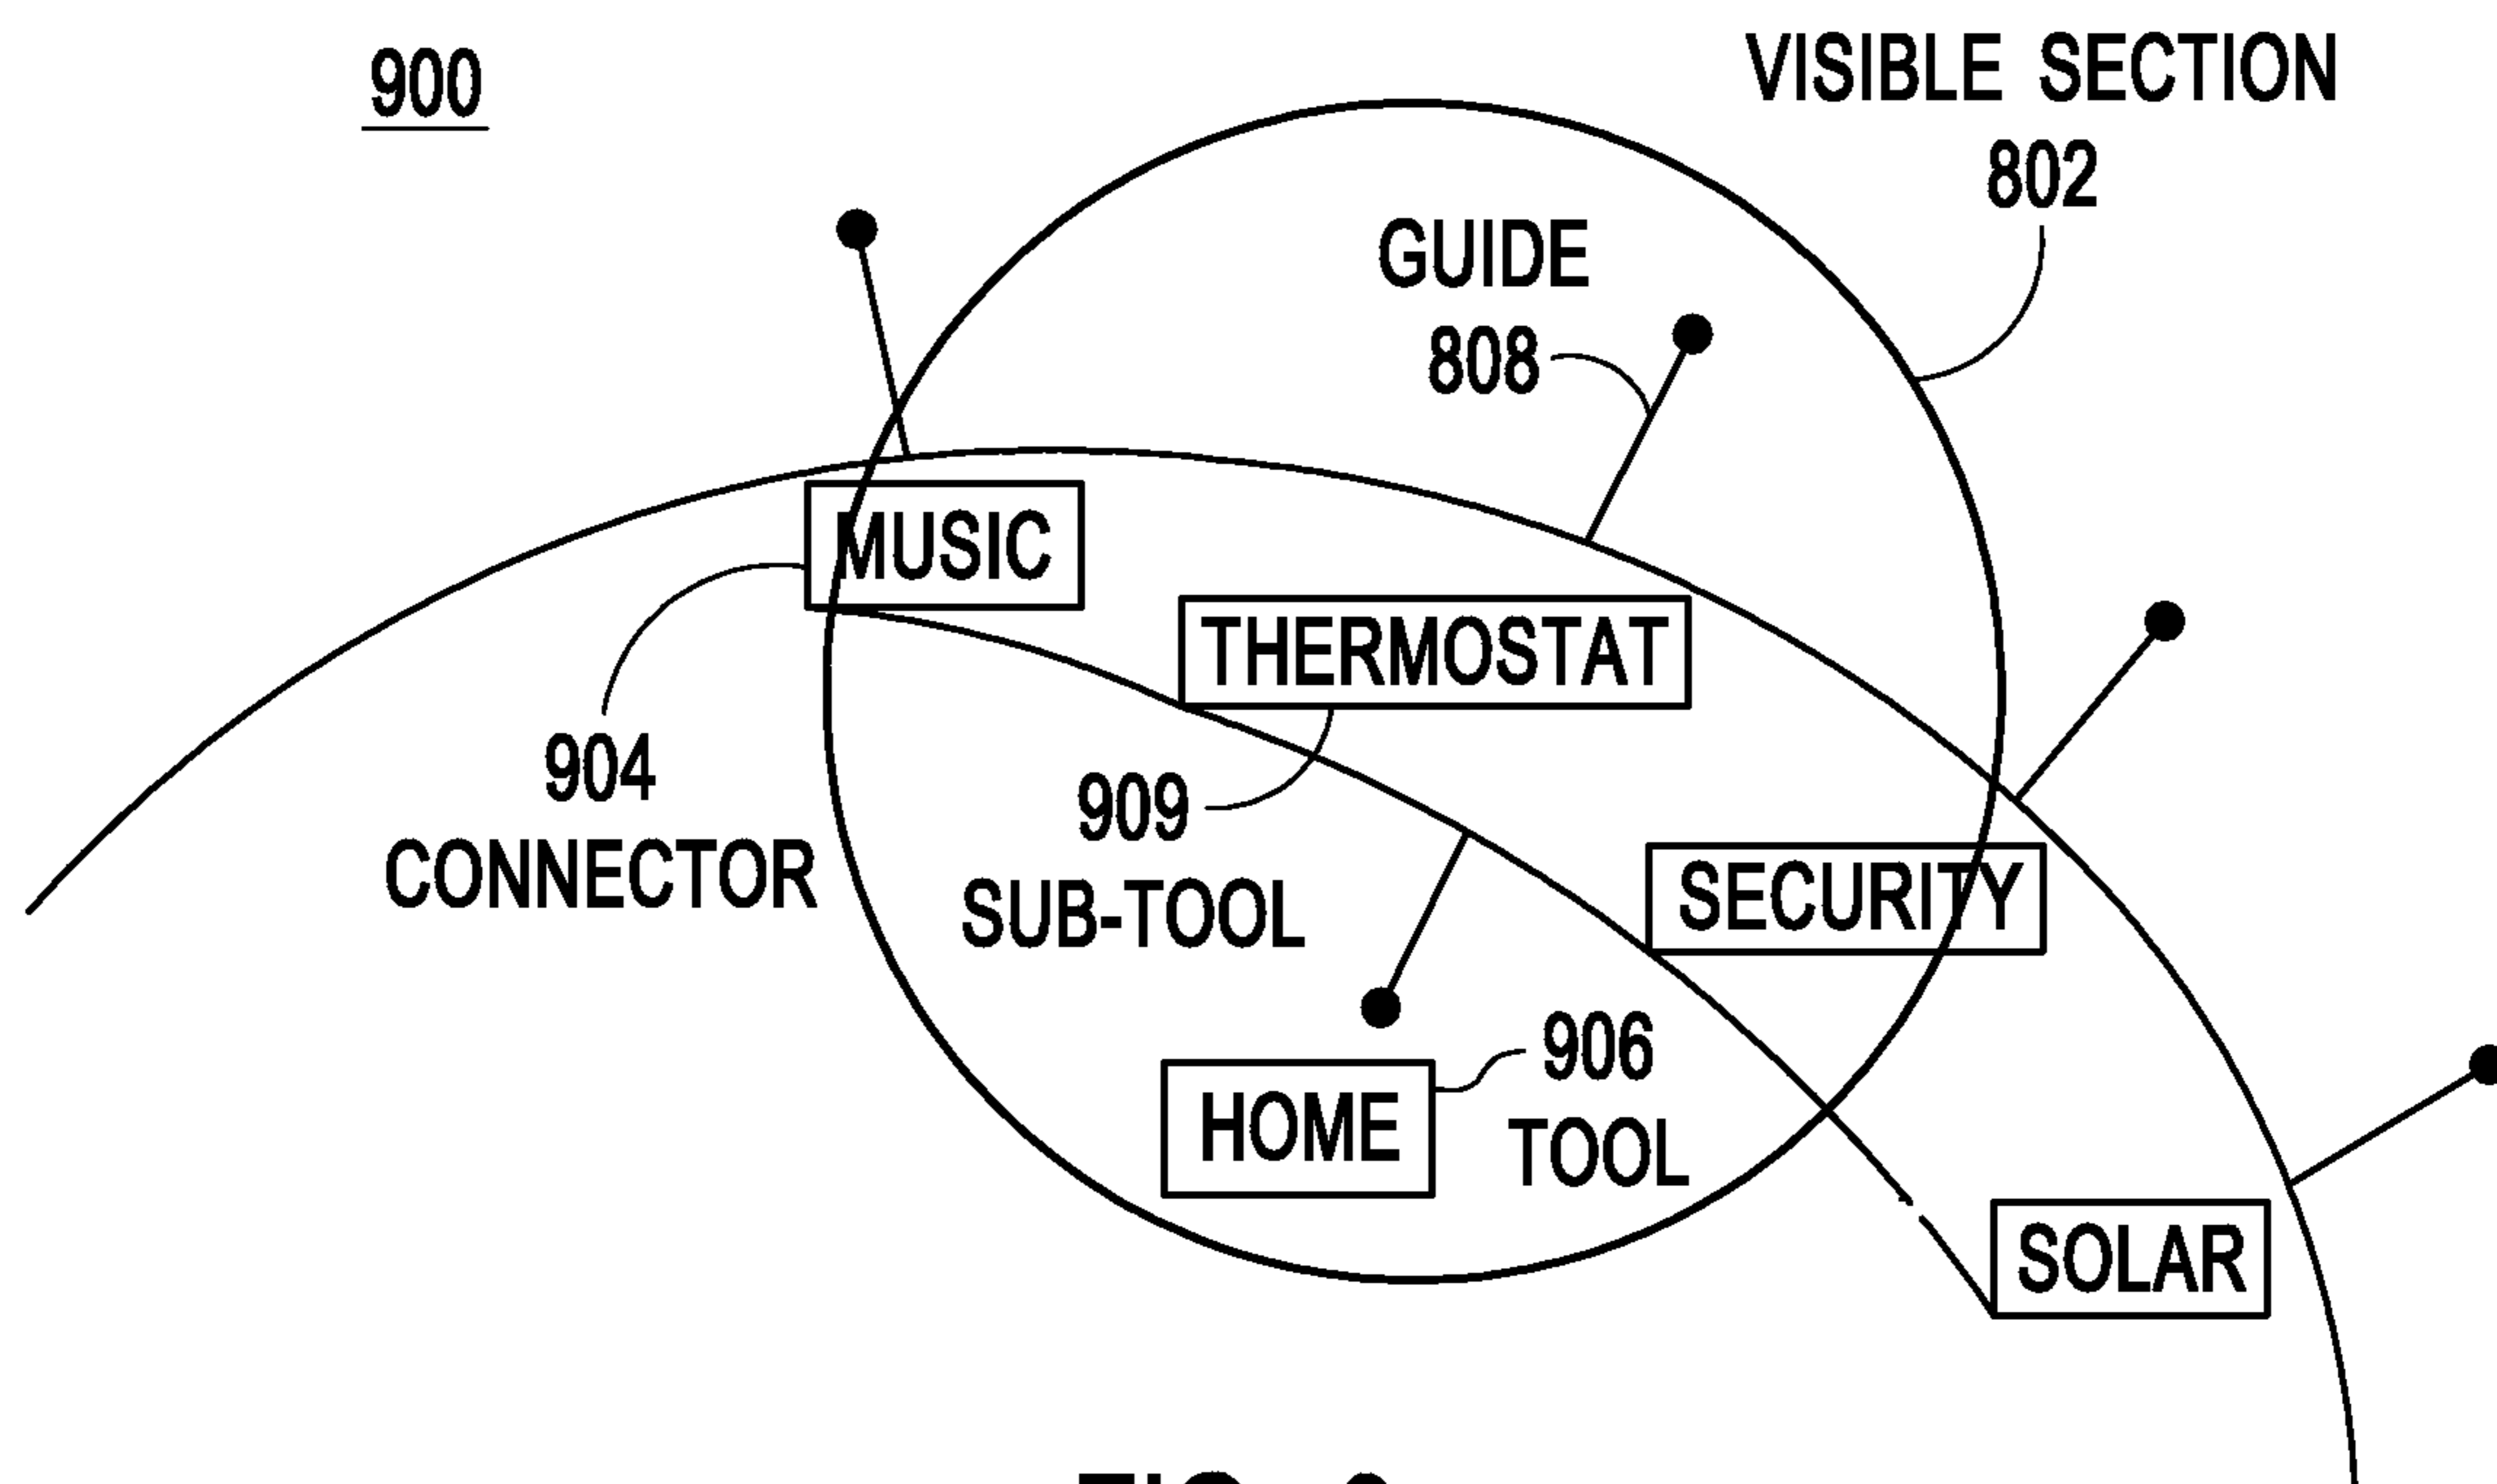 900
VISIBLE SECTION
802
GUIDE
808
MUSIC
THERMOSTAT
904
CONNECTOR
909
SUB-TOOL
SECURITY
906
TOOL
HOME
SOLAR